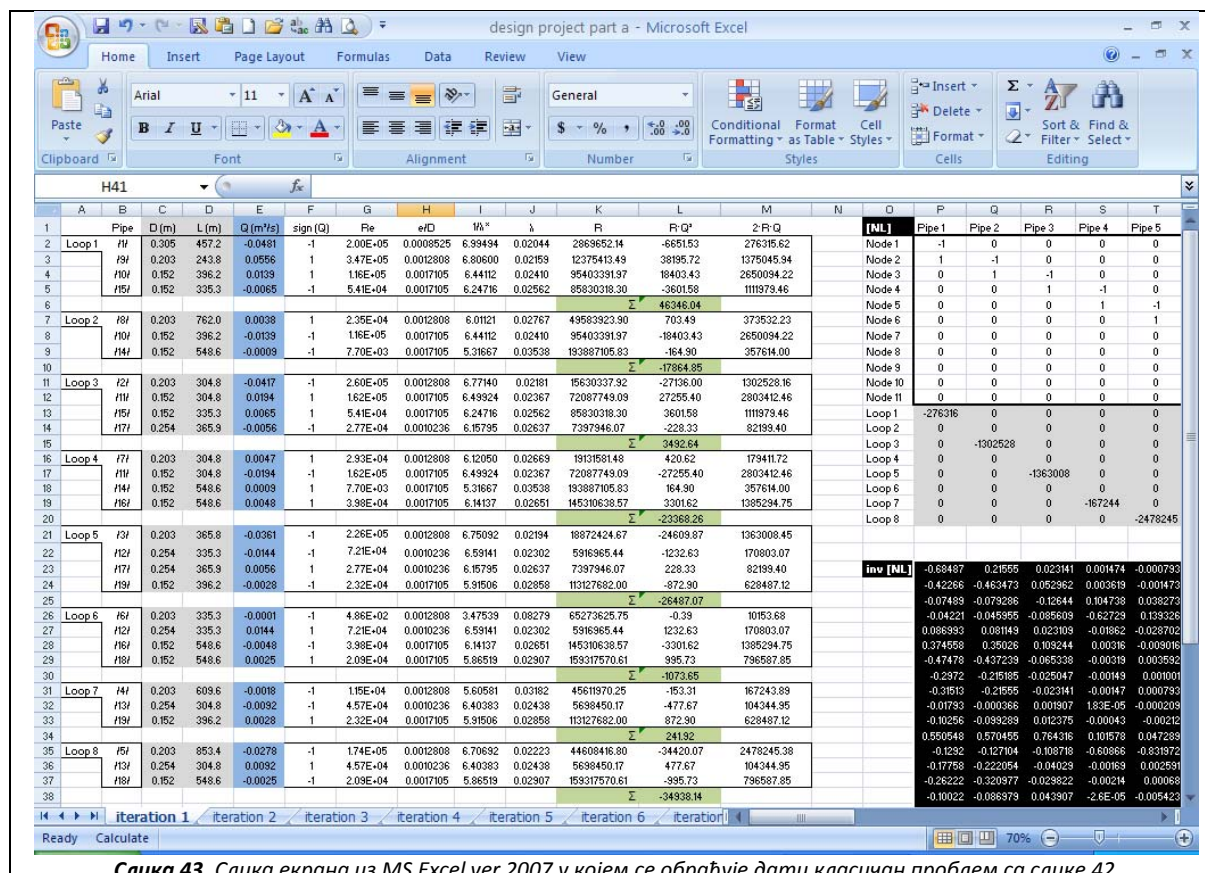 design project part a - Microsoft Excel
Home Insert Page Layout Formulas Data Review View
Paste
Arial 11
General
Conditional Formatting as Table Format Cell Styles
Insert
Delete
Format
Sort & Filter Find & Select
Clipboard Font Alignment Number Styles Cells Editing
H41 fx
A B C D E F G H I J K L M N O P Q R S T
1 Pipe D (m) L (m) Q (m³/s) sign (Q) Re e/D 1/λ^ λ R R·Q² 2·R·Q [NL] Pipe 1 Pipe 2 Pipe 3 Pipe 4 Pipe 5
2 Loop 1 /1/ 0.305 457.2 -0.0481 -1 2.00E+05 0.0008525 6.99494 0.02044 2869652.14 -6651.53 276315.62 Node 1 -1 0 0 0 0
3 /9/ 0.203 243.8 0.0556 1 3.47E+05 0.0012808 6.80600 0.02159 12375413.49 38195.72 1375045.94 Node 2 1 -1 0 0 0
4 /10/ 0.152 396.2 0.0139 1 1.16E+05 0.0017105 6.44112 0.02410 95403391.97 18403.43 2650094.22 Node 3 0 1 -1 0 0
5 /15/ 0.152 335.3 -0.0065 -1 5.41E+04 0.0017105 6.24716 0.02562 85830318.30 -3601.58 1111979.46 Node 4 0 0 1 -1 0
6 Σ 46346.04 Node 5 0 0 0 1 -1
7 Loop 2 /8/ 0.203 762.0 0.0038 1 2.35E+04 0.0012808 6.01121 0.02767 49583923.90 703.49 373532.23 Node 6 0 0 0 0 1
8 /10/ 0.152 396.2 -0.0139 -1 1.16E+05 0.0017105 6.44112 0.02410 95403391.97 -18403.43 2650094.22 Node 7 0 0 0 0 0
9 /14/ 0.152 548.6 -0.0009 -1 7.70E+03 0.0017105 5.31667 0.03538 193887105.83 -164.90 357614.00 Node 8 0 0 0 0 0
10 Σ -17864.85 Node 9 0 0 0 0 0
11 Loop 3 /2/ 0.203 304.8 -0.0417 -1 2.60E+05 0.0012808 6.77140 0.02181 15630337.92 -27136.00 1302528.16 Node 10 0 0 0 0 0
12 /11/ 0.152 304.8 0.0194 1 1.62E+05 0.0017105 6.49924 0.02367 72087749.09 27255.40 2803412.46 Node 11 0 0 0 0 0
13 /15/ 0.152 335.3 0.0065 1 5.41E+04 0.0017105 6.24716 0.02562 85830318.30 3601.58 1111979.46 Loop 1 -276316 0 0 0 0
14 /17/ 0.254 365.9 -0.0056 -1 2.77E+04 0.0010236 6.15795 0.02637 7397946.07 -228.33 82199.40 Loop 2 0 0 0 0 0
15 Σ 3492.64 Loop 3 0 -1302528 0 0 0
16 Loop 4 /7/ 0.203 304.8 0.0047 1 2.93E+04 0.0012808 6.12050 0.02669 19131581.48 420.62 179411.72 Loop 4 0 0 0 0 0
17 /11/ 0.152 304.8 -0.0194 -1 1.62E+05 0.0017105 6.49924 0.02367 72087749.09 -27255.40 2803412.46 Loop 5 0 0 -1363008 0 0
18 /14/ 0.152 548.6 0.0009 1 7.70E+03 0.0017105 5.31667 0.03538 193887105.83 164.90 357614.00 Loop 6 0 0 0 0 0
19 /16/ 0.152 548.6 0.0048 1 3.98E+04 0.0017105 6.14137 0.02651 145310638.57 3301.62 1385294.75 Loop 7 0 0 0 -167244 0
20 Σ -23368.26 Loop 8 0 0 0 0 -2478245
21 Loop 5 /3/ 0.203 365.8 -0.0361 -1 2.26E+05 0.0012808 6.75092 0.02194 18872424.67 -24609.87 1363008.45
22 /12/ 0.254 335.3 -0.0144 -1 7.21E+04 0.0010236 6.59141 0.02302 5916965.44 -1232.63 170803.07
23 /17/ 0.254 365.9 0.0056 1 2.77E+04 0.0010236 6.15795 0.02637 7397946.07 228.33 82199.40 inv [NL] -0.68487 0.21555 0.023141 0.001474 -0.000793
24 /19/ 0.152 396.2 -0.0028 -1 2.32E+04 0.0017105 5.91506 0.02858 113127682.00 -872.90 628487.12 -0.42266 -0.463473 0.052962 0.003619 -0.001473
25 Σ -26487.07 -0.07489 -0.079286 -0.12644 0.104738 0.038273
26 Loop 6 /6/ 0.203 335.3 -0.0001 -1 4.86E+02 0.0012808 3.47539 0.08279 65273625.75 -0.39 10153.68 -0.04221 -0.045955 -0.085609 -0.62729 0.139326
27 /12/ 0.254 335.3 0.0144 1 7.21E+04 0.0010236 6.59141 0.02302 5916965.44 1232.63 170803.07 0.086993 0.081149 0.023109 -0.01862 -0.028702
28 /16/ 0.152 548.6 -0.0048 -1 3.98E+04 0.0017105 6.14137 0.02651 145310638.57 -3301.62 1385294.75 0.374558 0.35026 0.109244 0.00316 -0.009016
29 /18/ 0.152 548.6 0.0025 1 2.09E+04 0.0017105 5.86519 0.02907 159317570.61 995.73 796587.85 -0.47478 -0.437239 -0.065338 -0.00319 0.003592
30 Σ -1073.65 -0.2972 -0.215185 -0.025047 -0.00149 0.001001
31 Loop 7 /4/ 0.203 609.6 -0.0018 -1 1.15E+04 0.0012808 5.60581 0.03182 45611970.25 -153.31 167243.89 -0.31513 -0.21555 -0.023141 -0.00147 0.000793
32 /13/ 0.254 304.8 -0.0092 -1 4.57E+04 0.0010236 6.40383 0.02438 5698450.17 -477.67 104344.95 -0.01793 -0.000366 0.001907 1.83E-05 -0.000209
33 /19/ 0.152 396.2 0.0028 1 2.32E+04 0.0017105 5.91506 0.02858 113127682.00 872.90 628487.12 -0.10256 -0.099289 0.012375 -0.00043 -0.00212
34 Σ 241.92 0.550548 0.570455 0.764316 0.101578 0.047289
35 Loop 8 /5/ 0.203 853.4 -0.0278 -1 1.74E+05 0.0012808 6.70692 0.02223 44608416.80 -34420.07 2478245.38 -0.1292 -0.127104 -0.108718 -0.60866 -0.831972
36 /13/ 0.254 304.8 0.0092 1 4.57E+04 0.0010236 6.40383 0.02438 5698450.17 477.67 104344.95 -0.17758 -0.222054 -0.04029 -0.00169 0.002591
37 /18/ 0.152 548.6 -0.0025 -1 2.09E+04 0.0017105 5.86519 0.02907 159317570.61 -995.73 796587.85 -0.26222 -0.320977 -0.029822 -0.00214 0.00068
38 Σ -34938.14 -0.10022 -0.086979 0.043907 -2.6E-05 -0.005423
iteration 1 iteration 2 iteration 3 iteration 4 iteration 5 iteration 6 iteration
Ready Calculate 70%
Слика 43. Слика екрана из MS Excel ver 2007 у којем се обрађује дати класичан проблем са слике 42